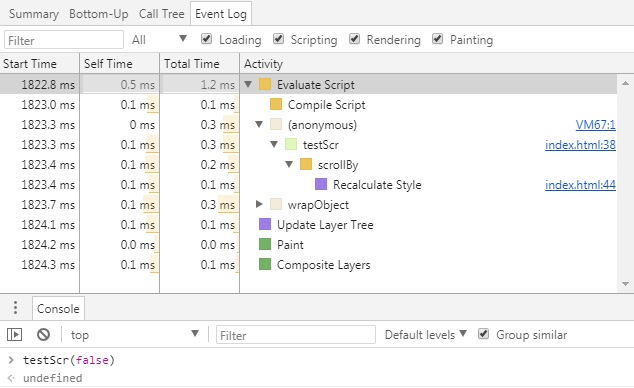 Summary Bottom-Up Call Tree Event Log
Filter All Loading Scripting Rendering Painting
Start Time Self Time Total Time Activity
1822.8 ms 0.5 ms 1.2 ms Evaluate Script
1823.0 ms 0.1 ms 0.1 ms Compile Script
1823.3 ms 0 ms 0.3 ms (anonymous) VM67:1
1823.3 ms 0.1 ms 0.3 ms testScr index.html:38
1823.4 ms 0.1 ms 0.2 ms scrollBy
1823.4 ms 0.1 ms 0.1 ms Recalculate Style index.html:44
1823.7 ms 0.1 ms 0.3 ms wrapObject
1824.1 ms 0.1 ms 0.1 ms Update Layer Tree
1824.2 ms 0.0 ms 0.0 ms Paint
1824.3 ms 0.1 ms 0.1 ms Composite Layers
Console
top Filter Default levels Group similar
> testScr(false)
undefined